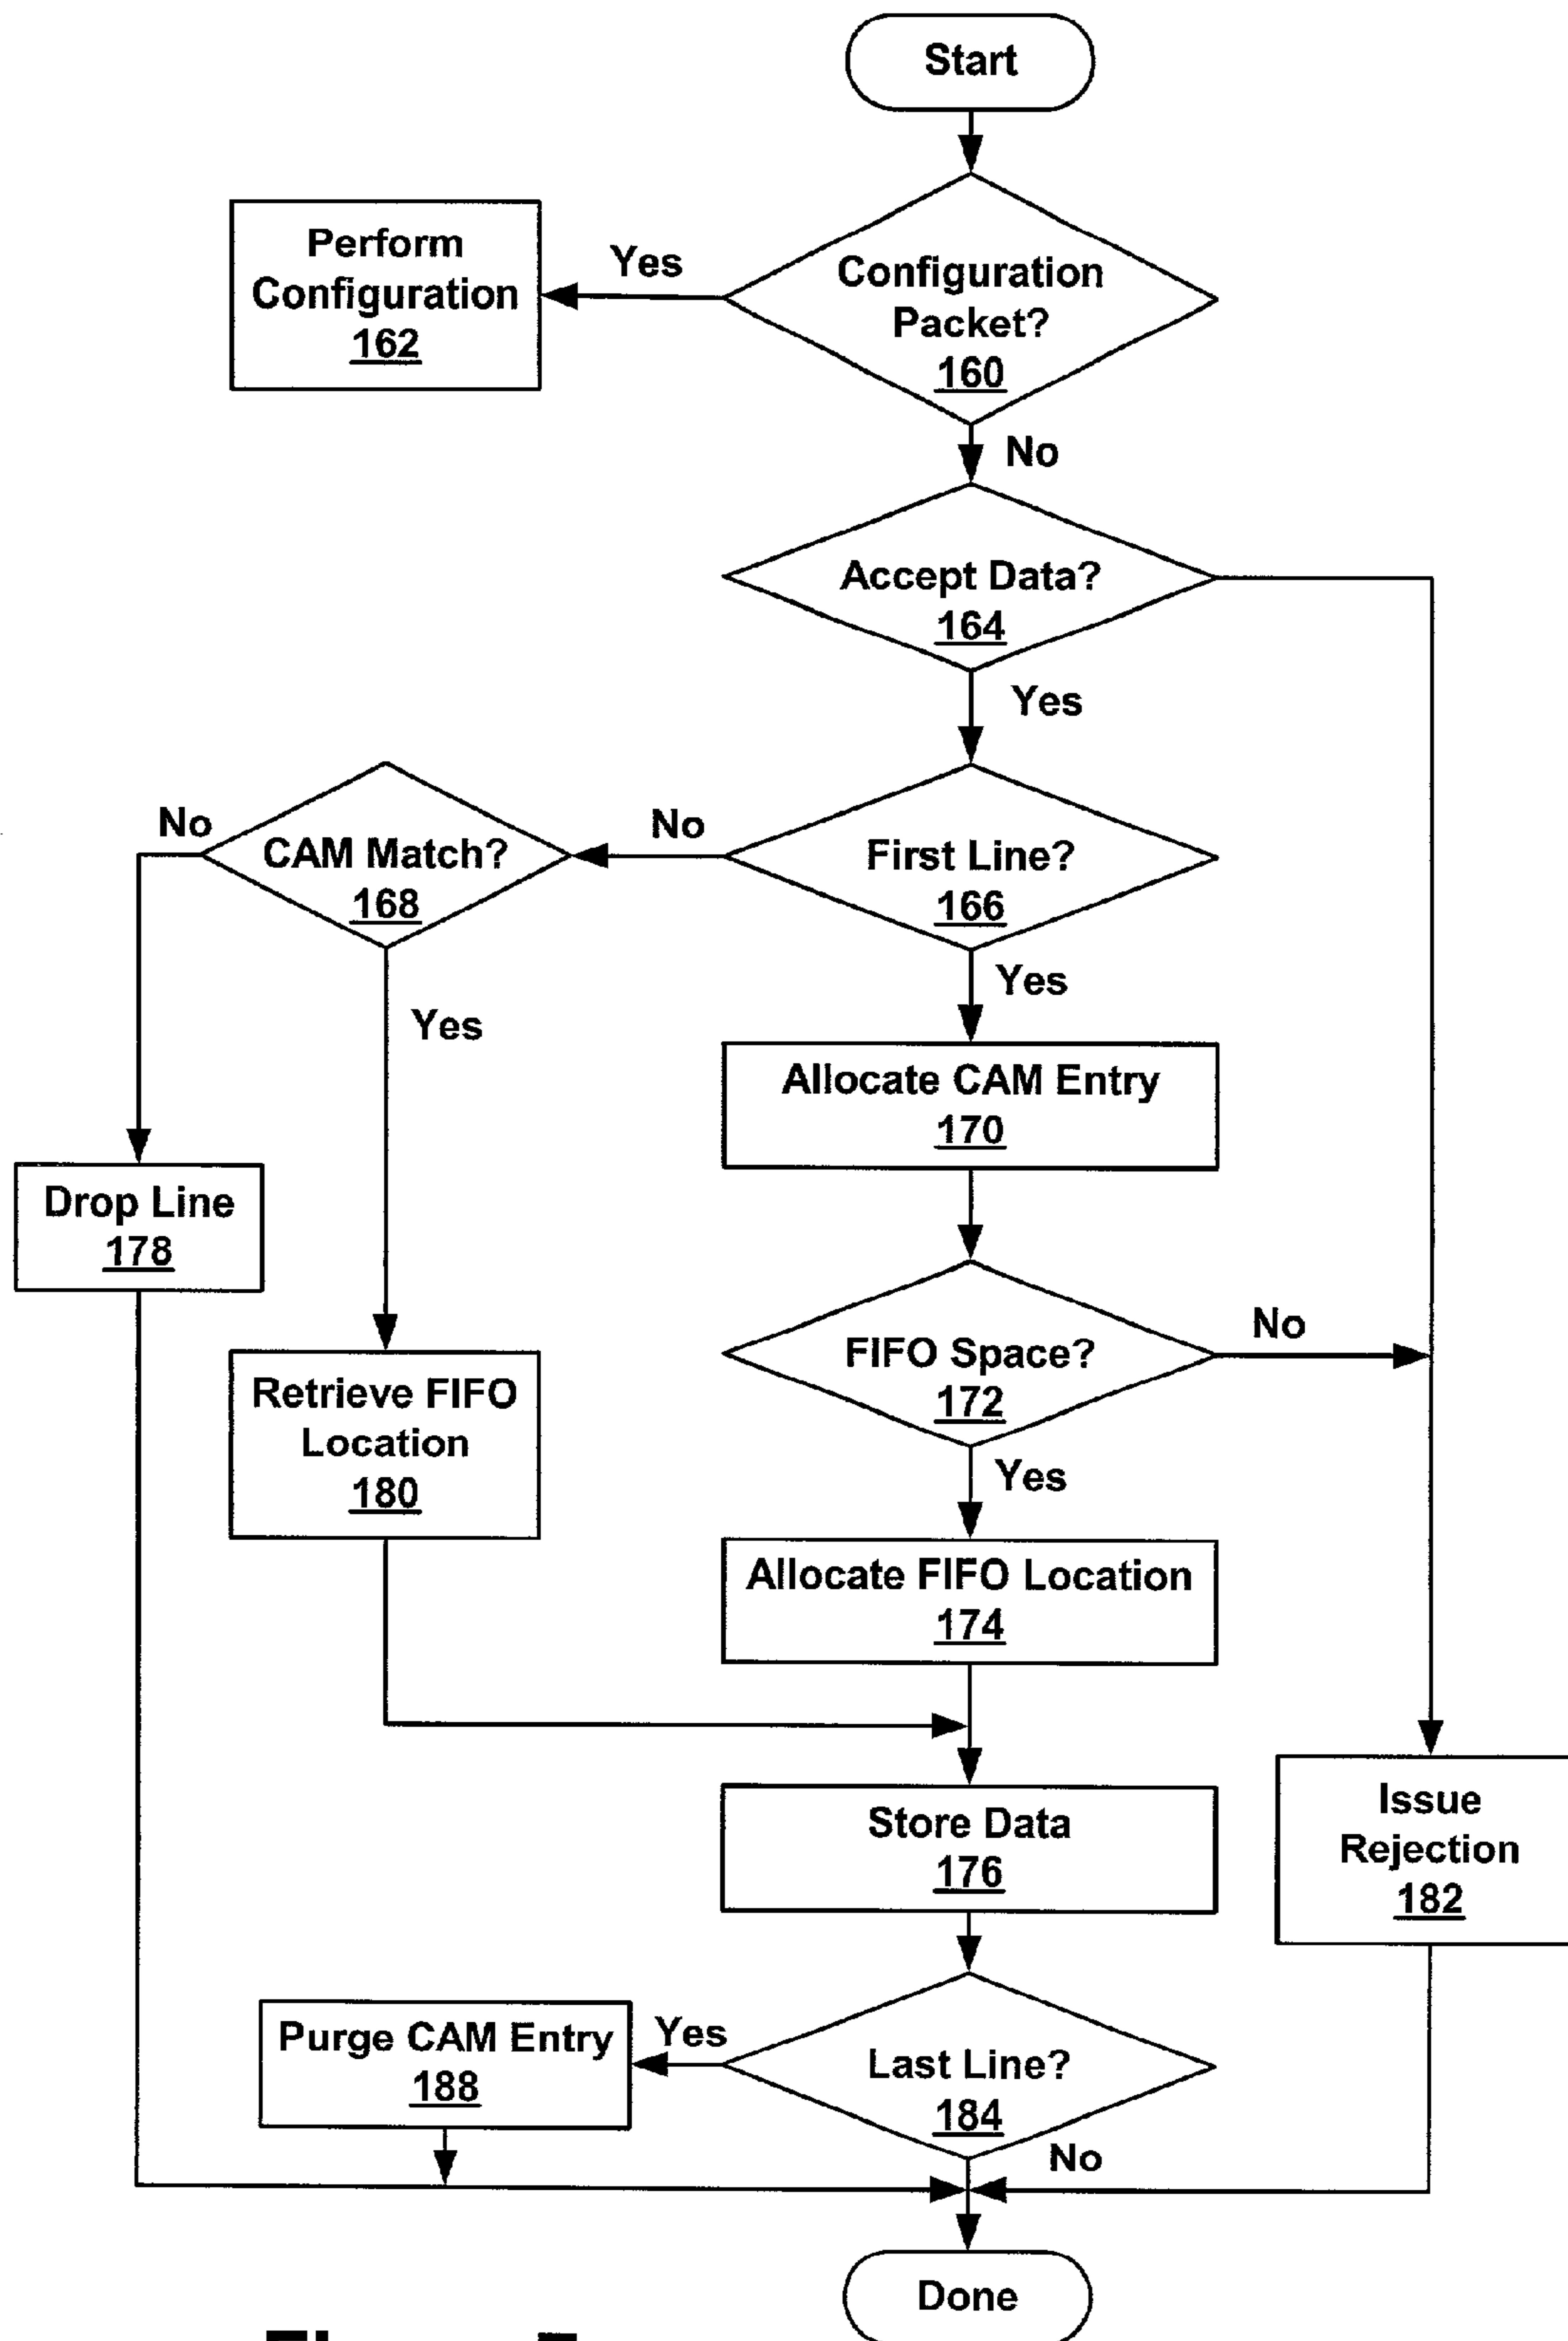 Start
Configuration
Packet?
160
Yes
Perform
Configuration
162
No
Accept Data?
164
Yes
First Line?
166
No
CAM Match?
168
No
Yes
Yes
Allocate CAM Entry
170
Drop Line
178
FIFO Space?
172
No
Retrieve FIFO
Location
180
Yes
Allocate FIFO Location
174
Store Data
176
Issue
Rejection
182
Last Line?
184
Yes
Purge CAM Entry
188
No
Done